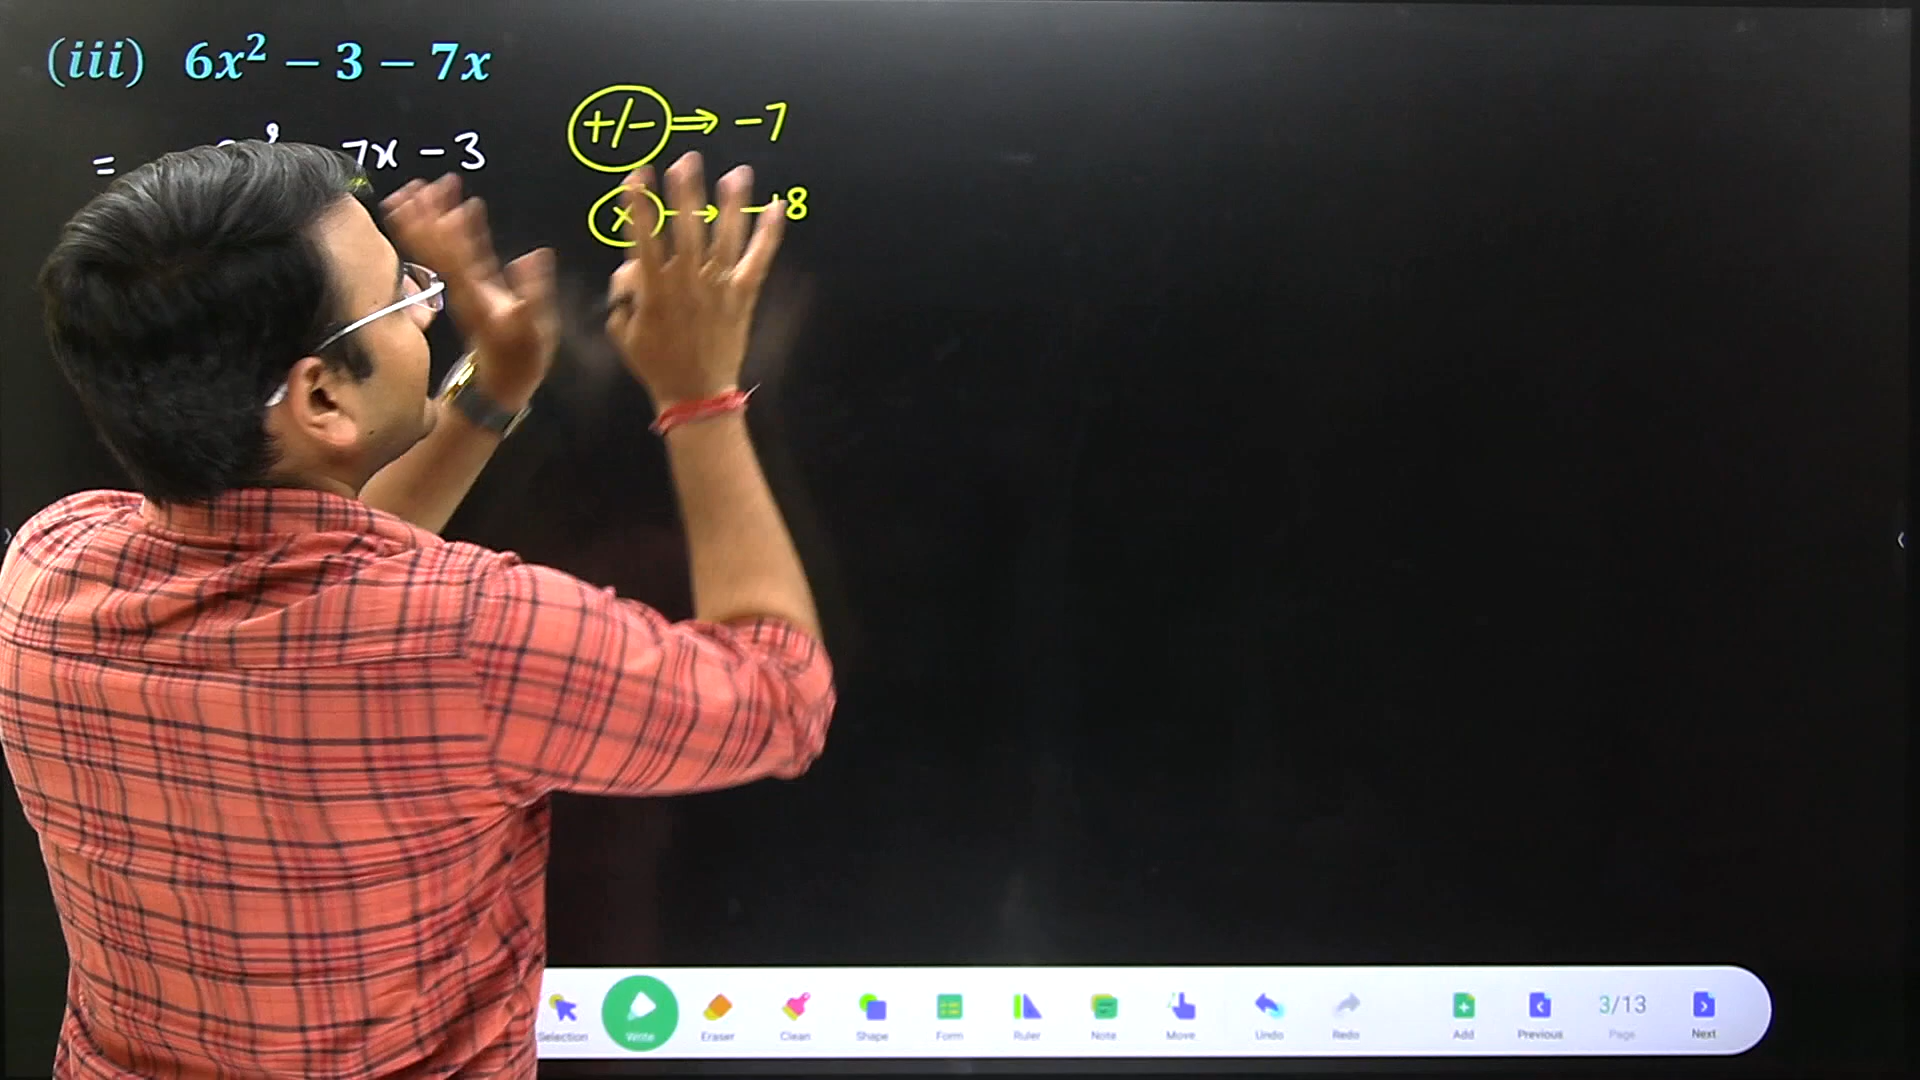 (iii) 6x² − 3 − 7x
+/- ⇒ -7
= 7x - 3
x → -18
Selection Write Eraser Clean Shape Form Ruler Note Move Undo Redo Add Previous 3/13 Page Next